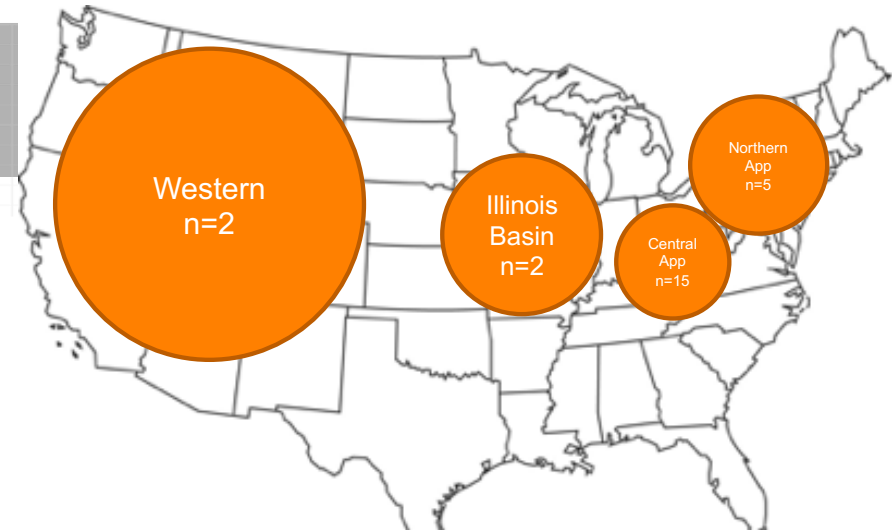 Western
n=2
Illinois
Basin
n=2
Central
App
n=15
Northern
App
n=5